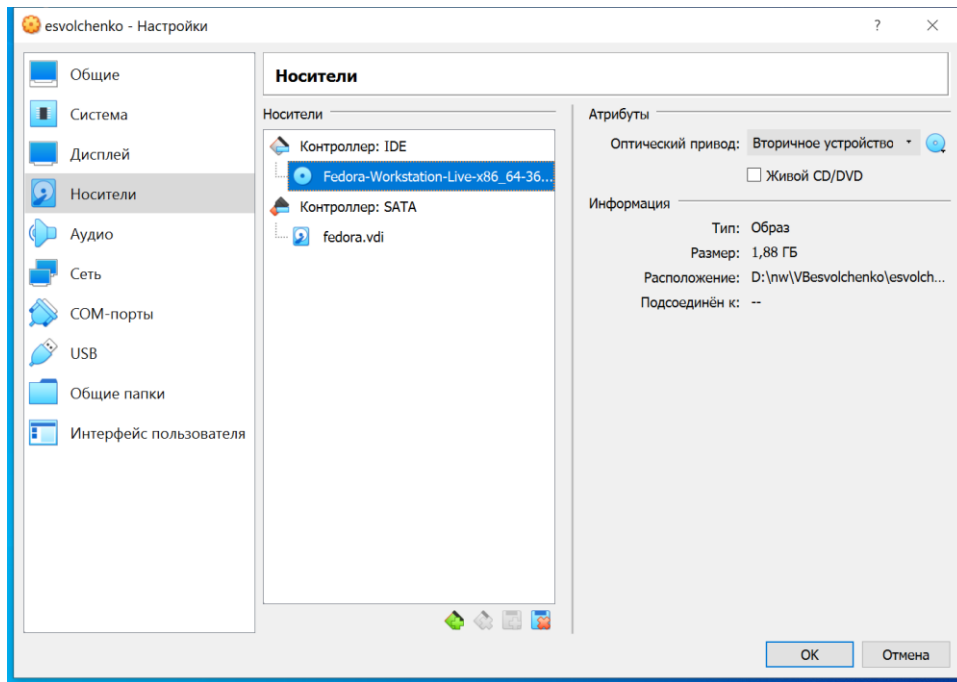 esvolchenko - Настройки
?
Общие
Система
Дисплей
Носители
Аудио
Сеть
COM-порты
USB
Общие папки
Интерфейс пользователя
Носители
Носители
Контроллер: IDE
Fedora-Workstation-Live-x86_64-36...
Контроллер: SATA
fedora.vdi
Атрибуты
Оптический привод: Вторичное устройство
Живой CD/DVD
Информация
Тип: Образ
Размер: 1,88 ГБ
Расположение: D:\nw\VBesvolchenko\esvolch...
Подсоединён к: --
OK Отмена